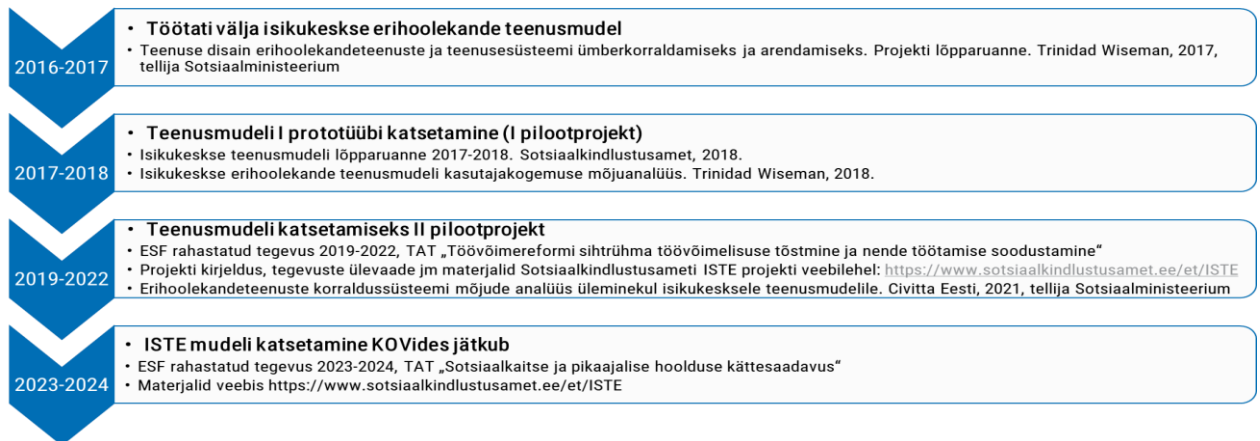 2016-2017
• Töötati välja isikukeskse erihoolekande teenusmudel
• Teenuse disain erihoolekandeteenuste ja teenusesüsteemi ümberkorraldamiseks ja arendamiseks. Projekti lõpparuanne. Trinidad Wiseman, 2017,
tellija Sotsiaalministeerium
2017-2018
• Teenusmudeli I prototüübi katsetamine (I pilootprojekt)
• Isikukeskse teenusmudeli lõpparuanne 2017-2018. Sotsiaalkindlustusamet, 2018.
• Isikukeskse erihoolekande teenusmudeli kasutajakogemuse mõjuanalüüs. Trinidad Wiseman, 2018.
2019-2022
• Teenusmudeli katsetamiseks II pilootprojekt
• ESF rahastatud tegevus 2019-2022, TAT „Töövõimereformi sihtrühma töövõimelisuse tõstmine ja nende töötamise soodustamine“
• Projekti kirjeldus, tegevuste ülevaade jm materjalid Sotsiaalkindlustusameti ISTE projekti veebilehel: https://www.sotsiaalkindlustusamet.ee/et/ISTE
• Erihoolekandeteenuste korraldussüsteemi mõjude analüüs üleminekul isikukesksele teenusmudelile. Civitta Eesti, 2021, tellija Sotsiaalministeerium
2023-2024
• ISTE mudeli katsetamine KOVides jätkub
• ESF rahastatud tegevus 2023-2024, TAT „Sotsiaalkaitse ja pikaajalise hoolduse kättesaadavus“
• Materjalid veebis https://www.sotsiaalkindlustusamet.ee/et/ISTE